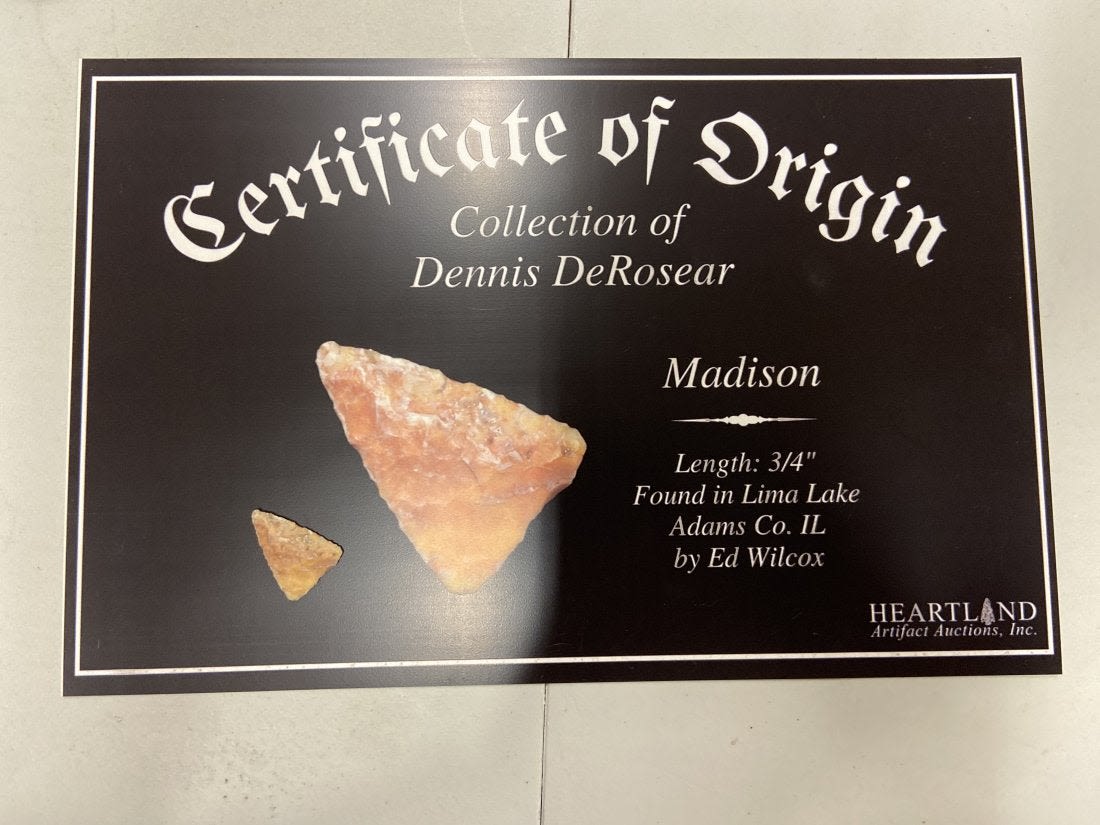 Certificate of Origin
Collection of
Dennis DeRosear
Madison
Length: 3/4"
Found in Lima Lake
Adams Co. IL
by Ed Wilcox
HEARTLAND
Artifact Auctions, Inc.